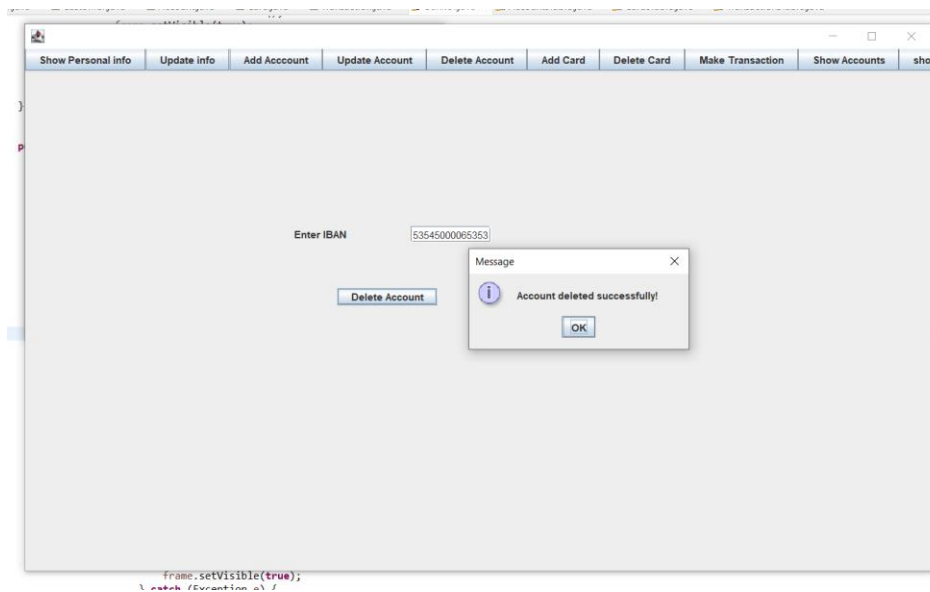 Show Personal info Update info Add Acccount Update Account Delete Account Add Card Delete Card Make Transaction Show Accounts sho
}
p
Enter IBAN 53545000065353
Message
Account deleted successfully!
Delete Account
OK
frame.setVisible(true);
} catch (Exception e) {